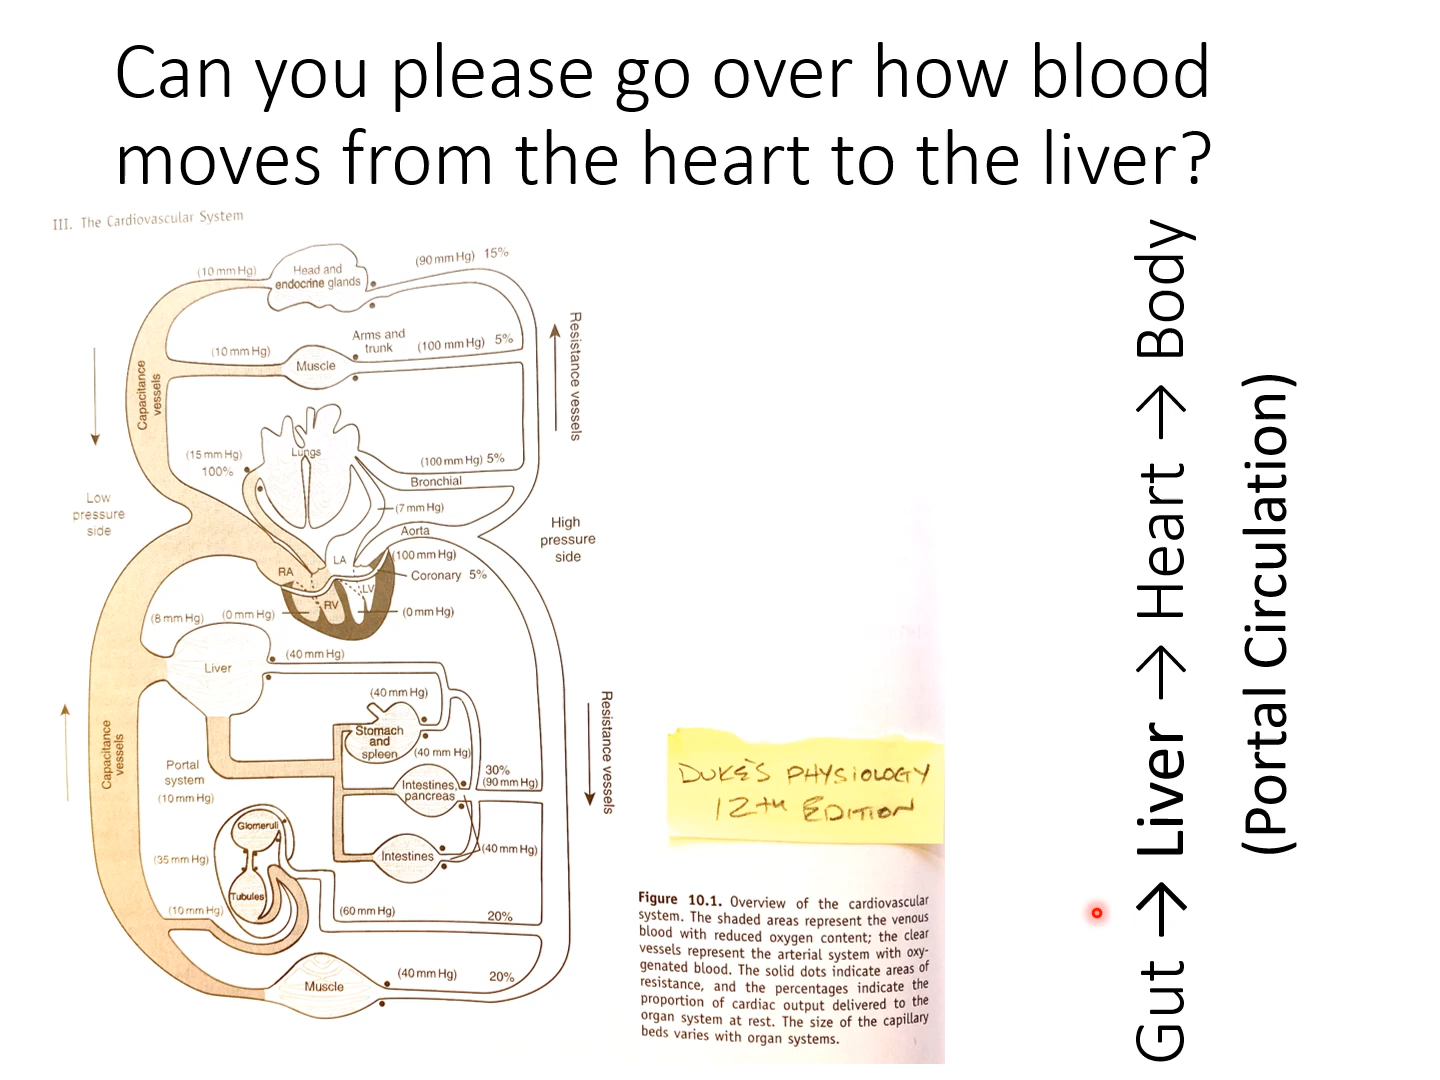 Can you please go over how blood
moves from the heart to the liver?
III. The Cardiovascular System
(10 mm Hg)
Head and
endocrine glands
(90 mm Hg) 15%
(10 mm Hg)
Arms and
trunk
(100 mm Hg) 5%
Muscle
Capacitance
vessels
Resistance vessels
(15 mm Hg)
100%
Lungs
(100 mm Hg) 5%
Bronchial
(7 mm Hg)
Low
pressure
side
High
pressure
side
Aorta
(100 mm Hg)
LA
RA
Coronary 5%
LV
RV
(8 mm Hg)
(0 mm Hg)
(0 mm Hg)
Liver
(40 mm Hg)
(40 mm Hg)
Stomach
and
spleen
(40 mm Hg)
Capacitance
vessels
Resistance vessels
Portal
system
(10 mm Hg)
30%
(90 mm Hg)
Intestines,
pancreas
Glomeruli
(35 mm Hg)
Intestines
(40 mm Hg)
Tubules
(10 mm Hg)
(60 mm Hg)
20%
Muscle
(40 mm Hg)
20%
DUKE'S PHYSIOLOGY
12th EDITION
Figure 10.1. Overview of the cardiovascular
system. The shaded areas represent the venous
blood with reduced oxygen content; the clear
vessels represent the arterial system with oxy-
genated blood. The solid dots indicate areas of
resistance, and the percentages indicate the
proportion of cardiac output delivered to the
organ system at rest. The size of the capillary
beds varies with organ systems.
Gut → Liver → Heart → Body
(Portal Circulation)